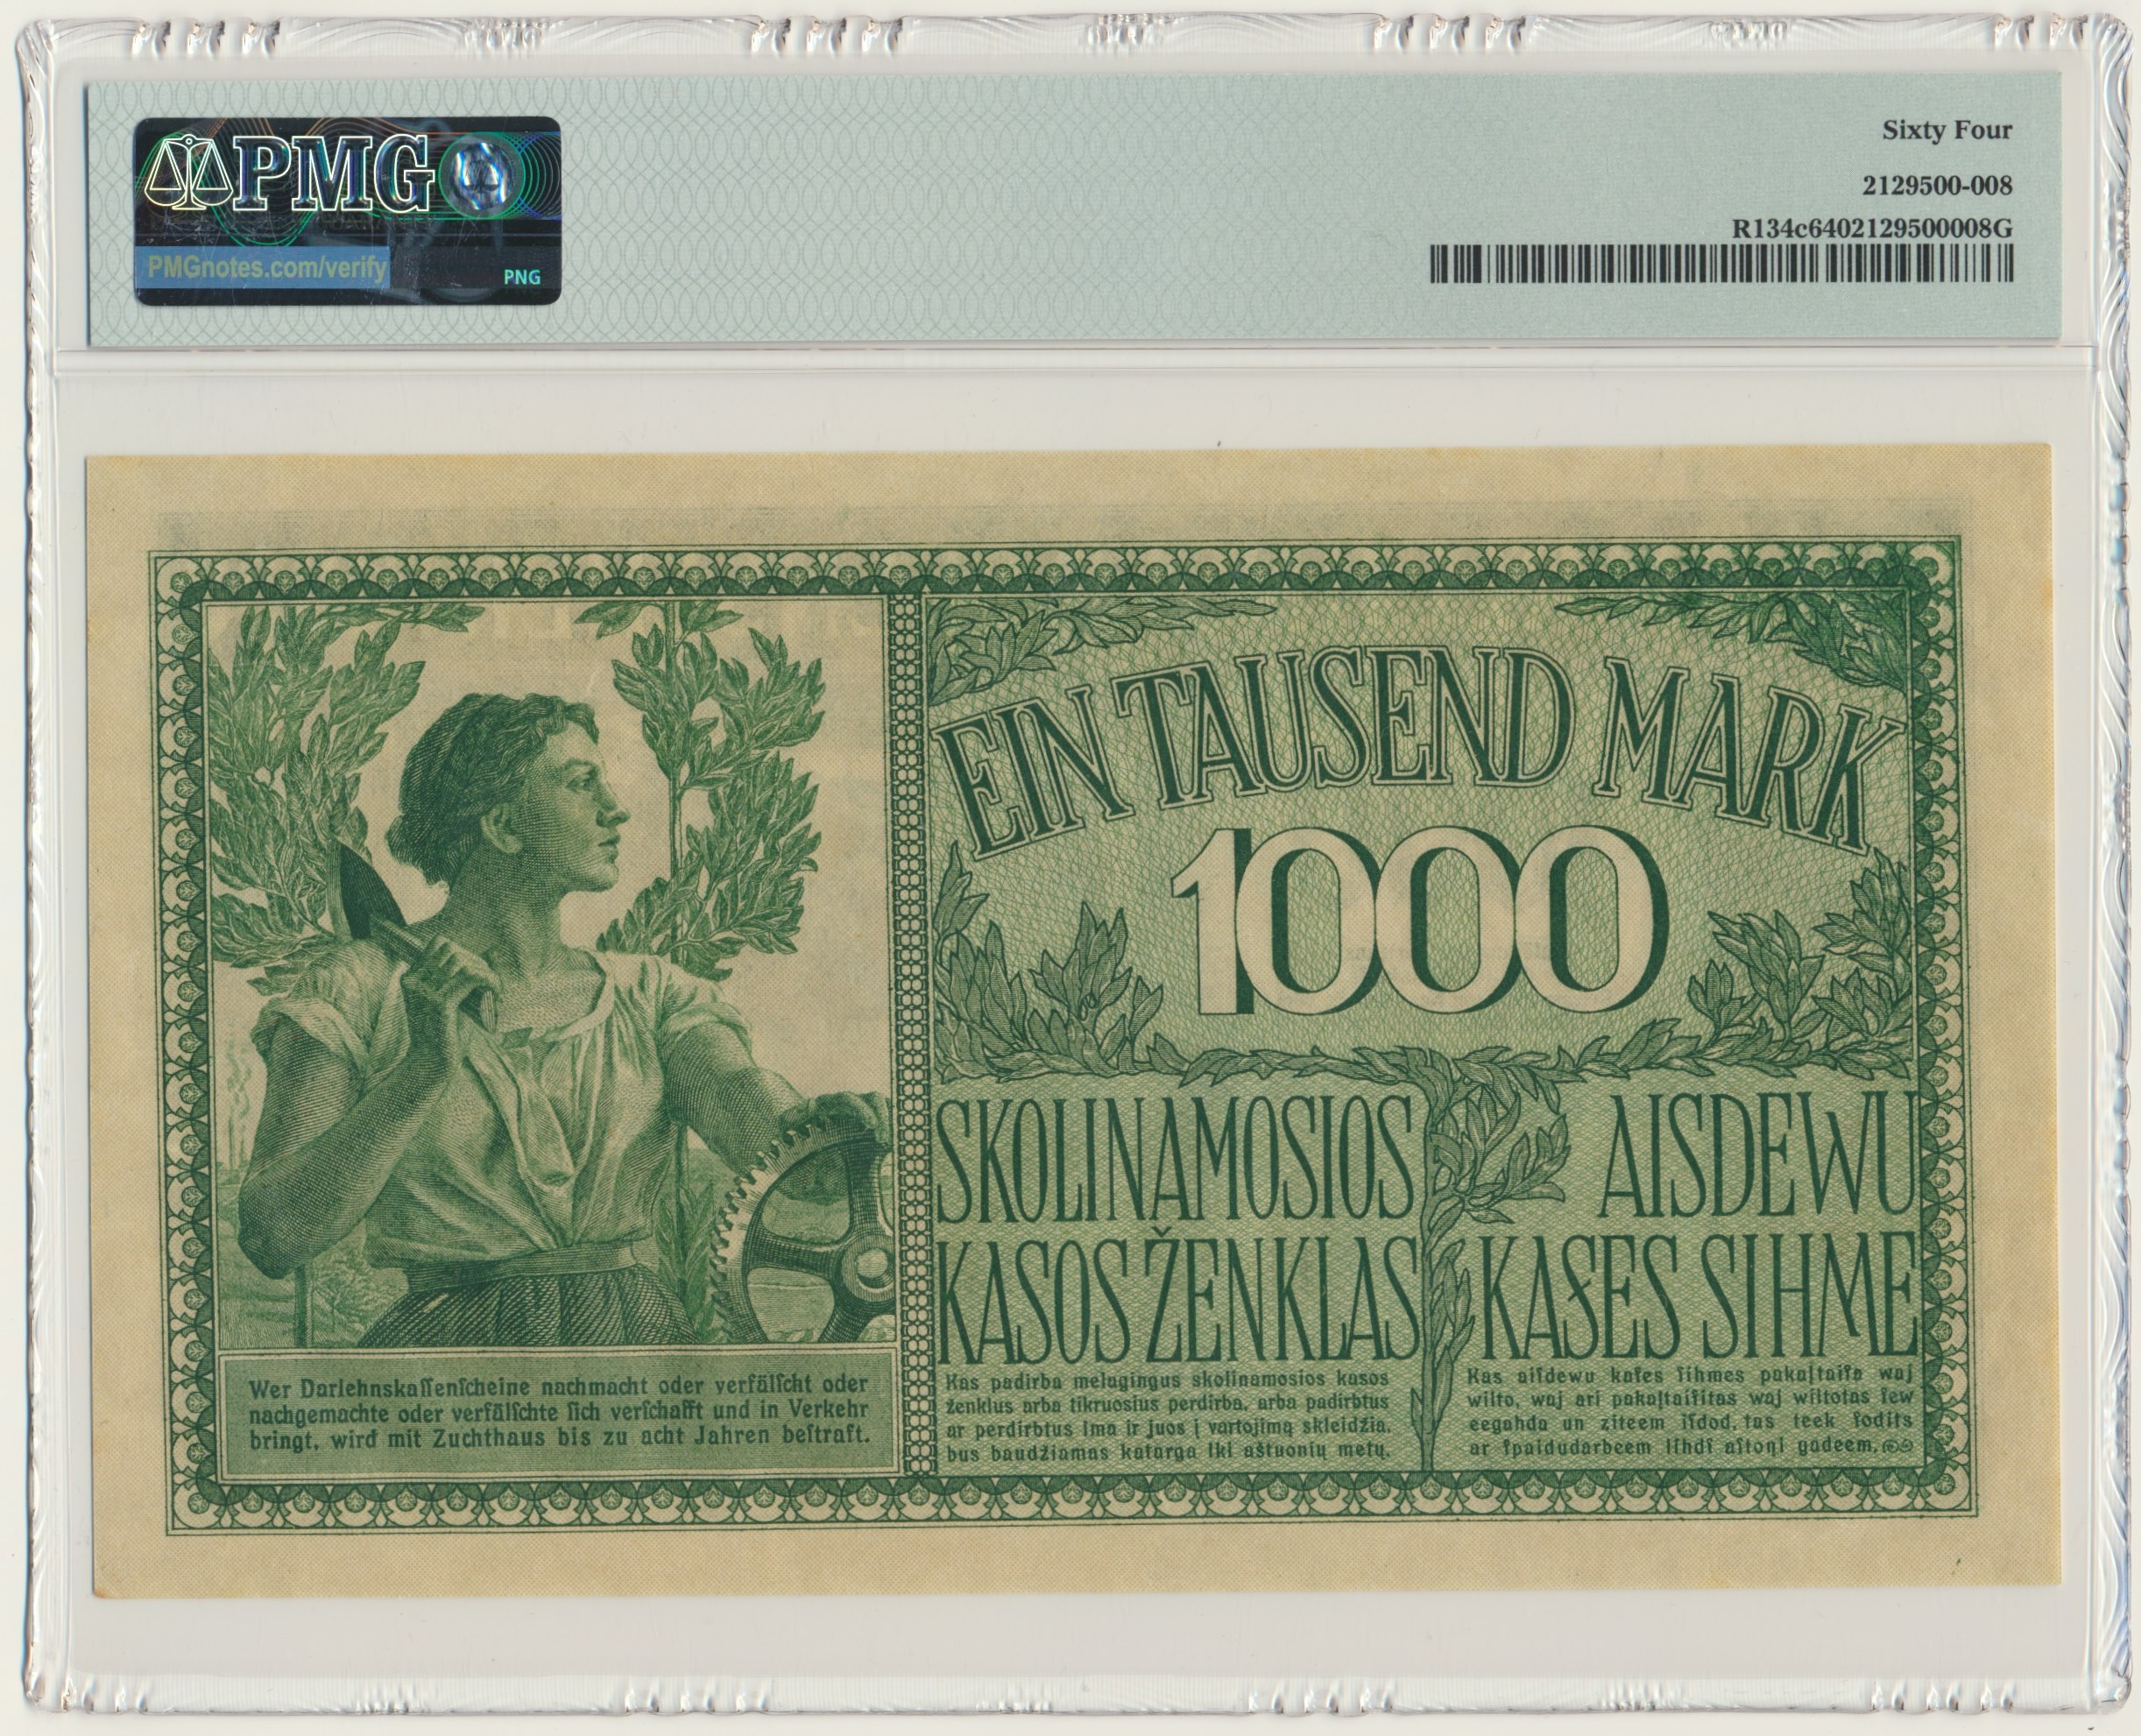 PMG
PMGnotes.com/verify
PNG
Sixty Four
2129500-008
R134c6402129500008G
EIN TAUSEND MARK
1000
SKOLINAMOSIOS
KASOS ŽENKLAS
AISDEWU
KASES SIHME
Wer Darlehnskaſſenſcheine nachmacht oder verfälſcht oder
nachgemachte oder verfälſchte ſich verſchafft und in Verkehr
bringt, wird mit Zuchthaus bis zu acht Jahren beſtraft.
Kas padirba melagingus skolinamosios kasos
ženklus arba tikruosius perdirba, arba padirbtus
ar perdirbtus ima ir juos į vartojimą skleidžia,
bus baudžiamas katarga iki aštuonių metų.
Kas aiſdewu kaſes ſihmes pakaļtaiſa waj
wilto, waj ari pakaļtaiſitas waj wiltotas ſew
eegahda un ziteem iſdod, tas teek ſodits
ar ſpaidudarbeem lihdſ aſtoņi gadeem.